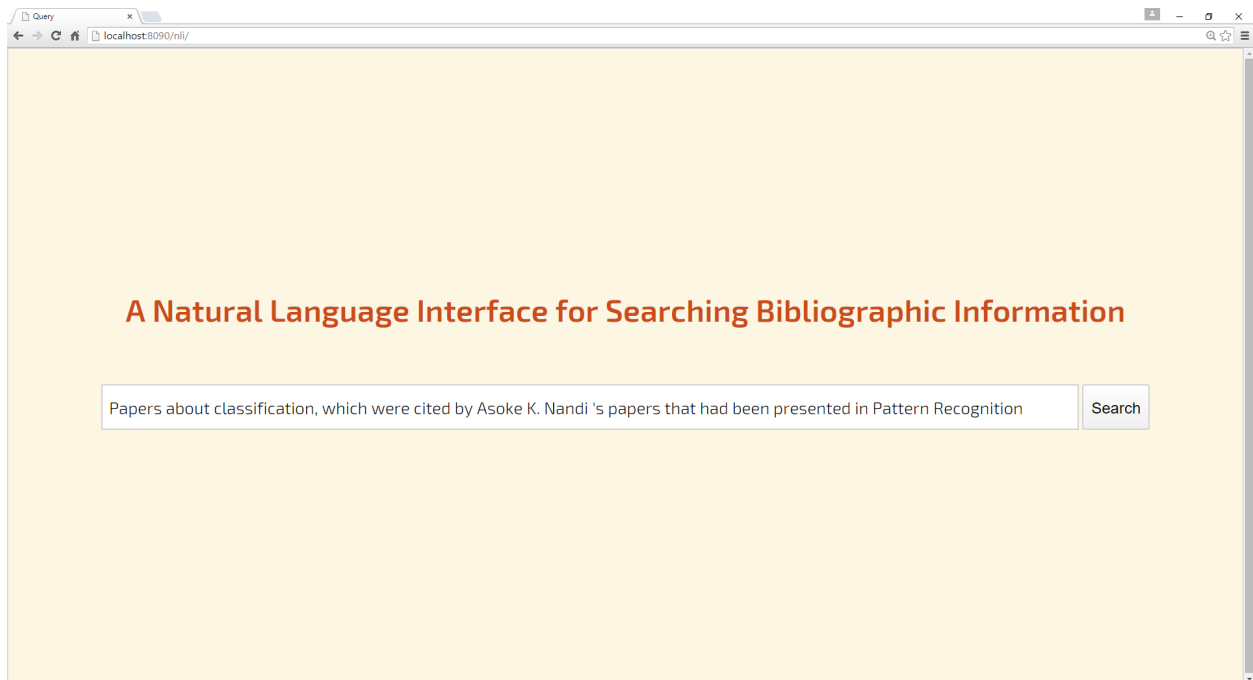 Query
localhost:8090/nli/
A Natural Language Interface for Searching Bibliographic Information
Papers about classification, which were cited by Asoke K. Nandi 's papers that had been presented in Pattern Recognition
Search